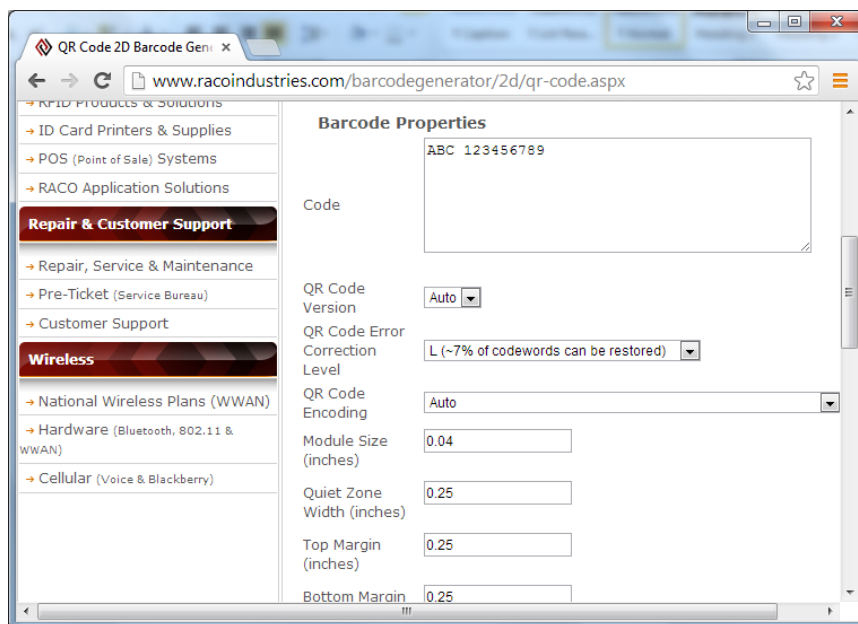 QR Code 2D Barcode Gene
www.racoindustries.com/barcodegenerator/2d/qr-code.aspx
→ RFID Products & Solutions
→ ID Card Printers & Supplies
→ POS (Point of Sale) Systems
→ RACO Application Solutions
Repair & Customer Support
→ Repair, Service & Maintenance
→ Pre-Ticket (Service Bureau)
→ Customer Support
Wireless
→ National Wireless Plans (WWAN)
→ Hardware (Bluetooth, 802.11 &
WWAN)
→ Cellular (Voice & Blackberry)
Barcode Properties
Code
ABC 123456789
QR Code
Version
Auto
QR Code Error
Correction
Level
L (~7% of codewords can be restored)
QR Code
Encoding
Auto
Module Size
(inches)
0.04
Quiet Zone
Width (inches)
0.25
Top Margin
(inches)
0.25
Bottom Margin
0.25